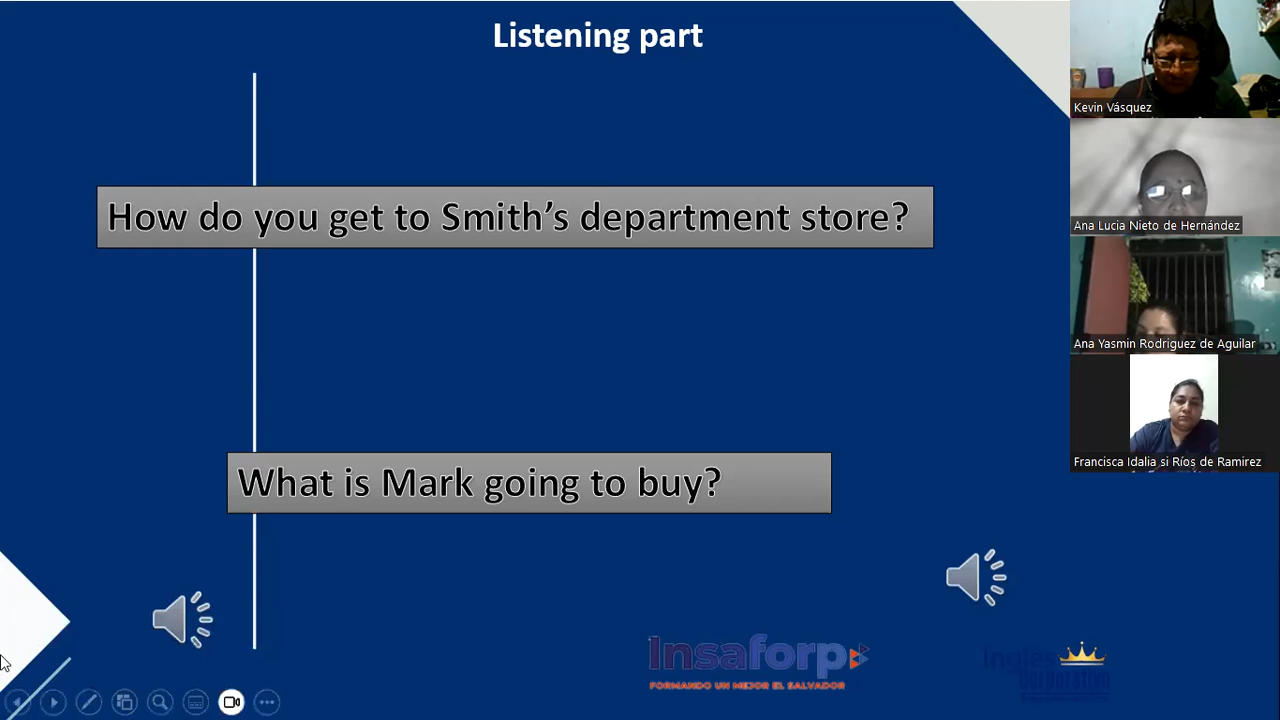 Listening part
How do you get to Smith's department store?
What is Mark going to buy?
Insaforp
FORMANDO UN MEJOR EL SALVADOR
Inglés
Corporativo
Kevin Vásquez
Ana Lucia Nieto de Hernández
Ana Yasmin Rodriguez de Aguilar
Francisca Idalia si Ríos de Ramirez